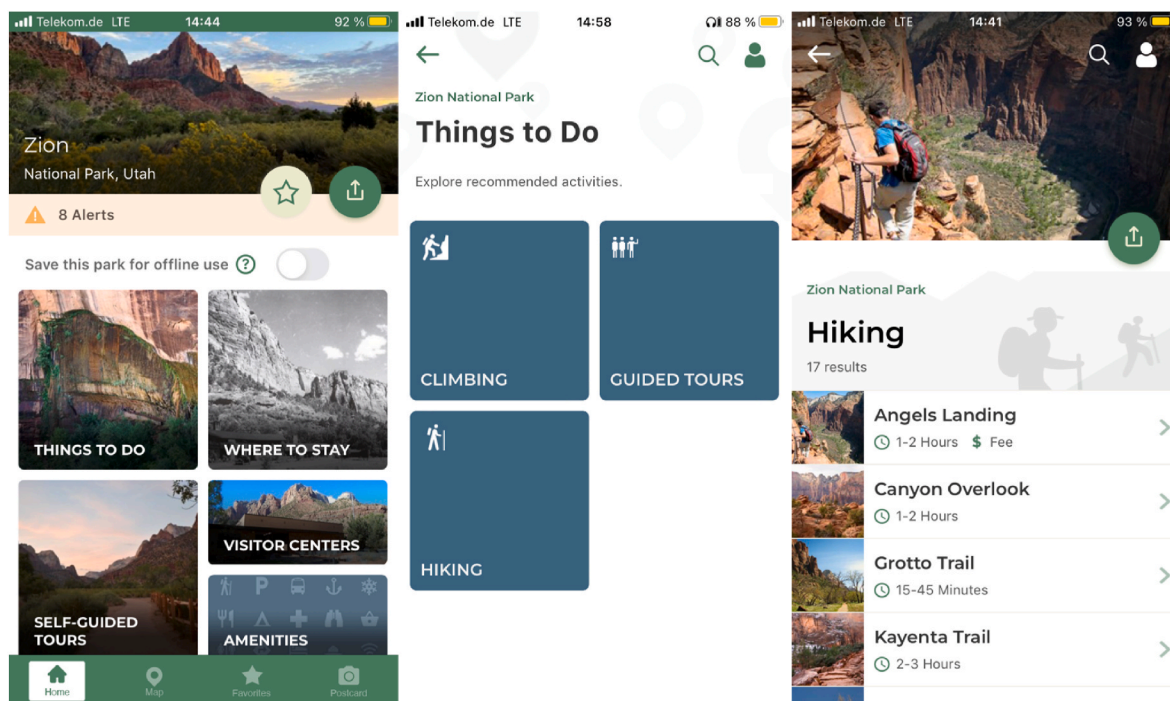 Telekom.de LTE 14:44 92 %
Zion
National Park, Utah
8 Alerts
Save this park for offline use ?
THINGS TO DO
WHERE TO STAY
SELF-GUIDED
TOURS
VISITOR CENTERS
P
AMENITIES
Home Map Favorites Postcard
Telekom.de LTE 14:58 88 %
Zion National Park
Things to Do
Explore recommended activities.
CLIMBING
GUIDED TOURS
HIKING
Telekom.de LTE 14:41 93 %
Zion National Park
Hiking
17 results
Angels Landing
1-2 Hours $ Fee
Canyon Overlook
1-2 Hours
Grotto Trail
15-45 Minutes
Kayenta Trail
2-3 Hours